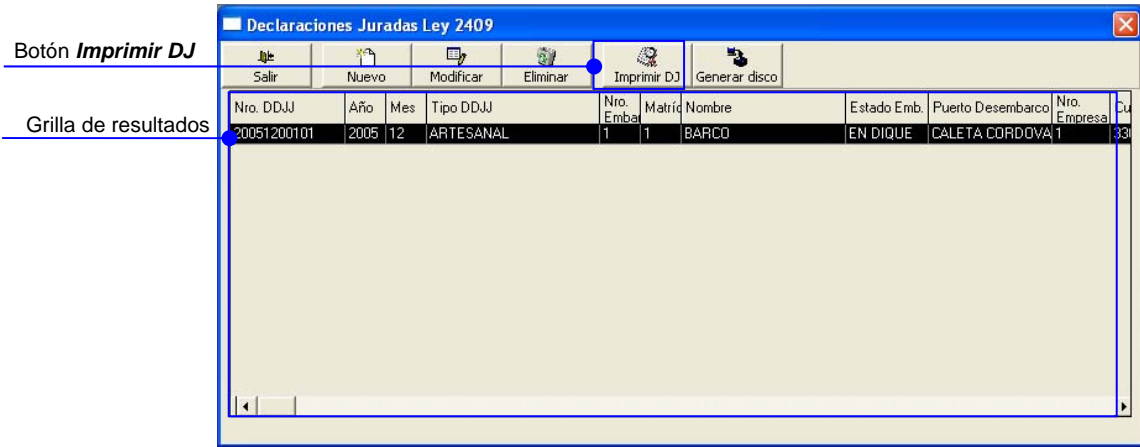 Declaraciones Juradas Ley 2409
Botón Imprimir DJ
Salir Nuevo Modificar Eliminar Imprimir DJ Generar disco
Nro. DDJJ Año Mes Tipo DDJJ Nro. Embar Matríc Nombre Estado Emb. Puerto Desembarco Nro. Empresa Cu
Grilla de resultados
20051200101 2005 12 ARTESANAL 1 1 BARCO EN DIQUE CALETA CORDOVA 1 330